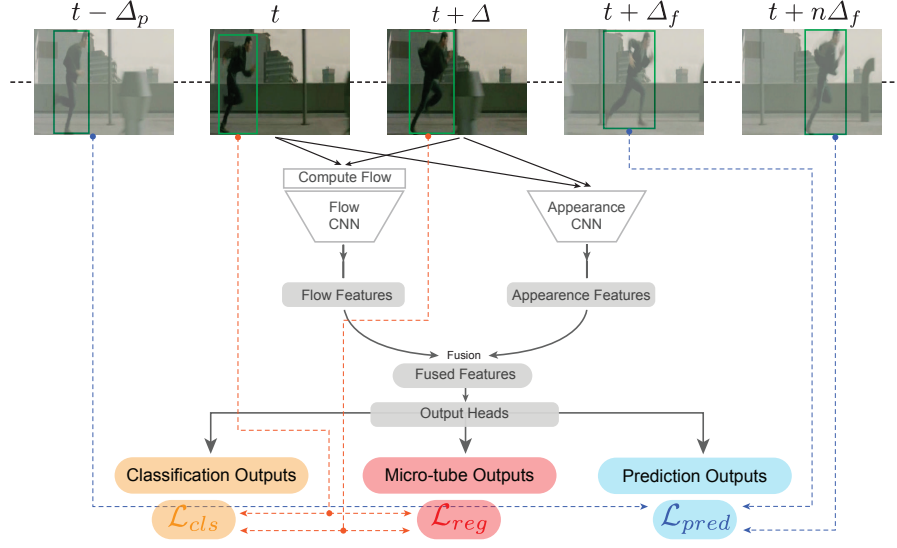 t − Δp
t
t + Δ
t + Δf
t + nΔf
Compute Flow
Flow
CNN
Appearance
CNN
Flow Features
Appearence Features
Fusion
Fused Features
Output Heads
Classification Outputs
Micro-tube Outputs
Prediction Outputs
ℒcls
ℒreg
ℒpred